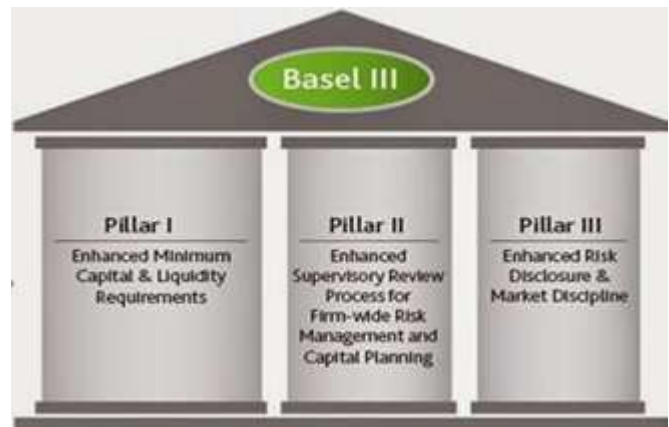 Basel III
Pillar I
Enhanced Minimum
Capital & Liquidity
Requirements
Pillar II
Enhanced
Supervisory Review
Process for
Firm-wide Risk
Management and
Capital Planning
Pillar III
Enhanced Risk
Disclosure &
Market Discipline